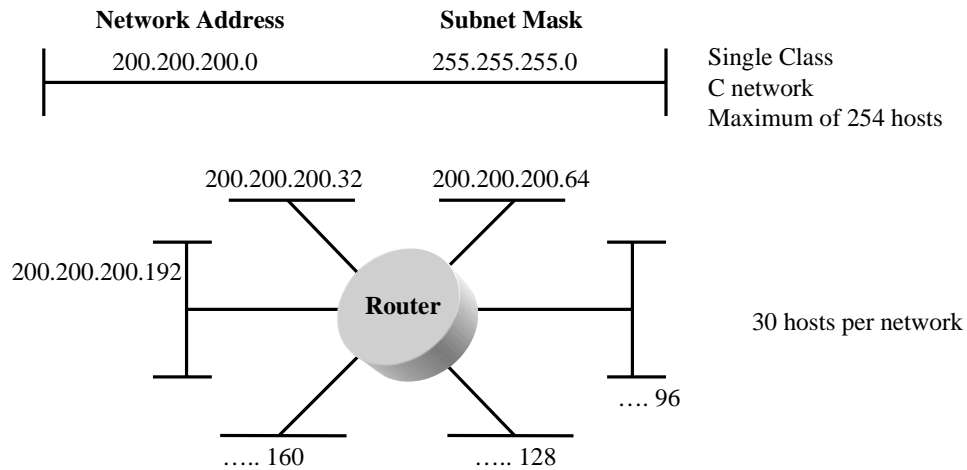 Network Address
Subnet Mask
200.200.200.0
255.255.255.0
Single Class
C network
Maximum of 254 hosts
200.200.200.32
200.200.200.64
200.200.200.192
Router
30 hosts per network
…. 96
….. 160
….. 128